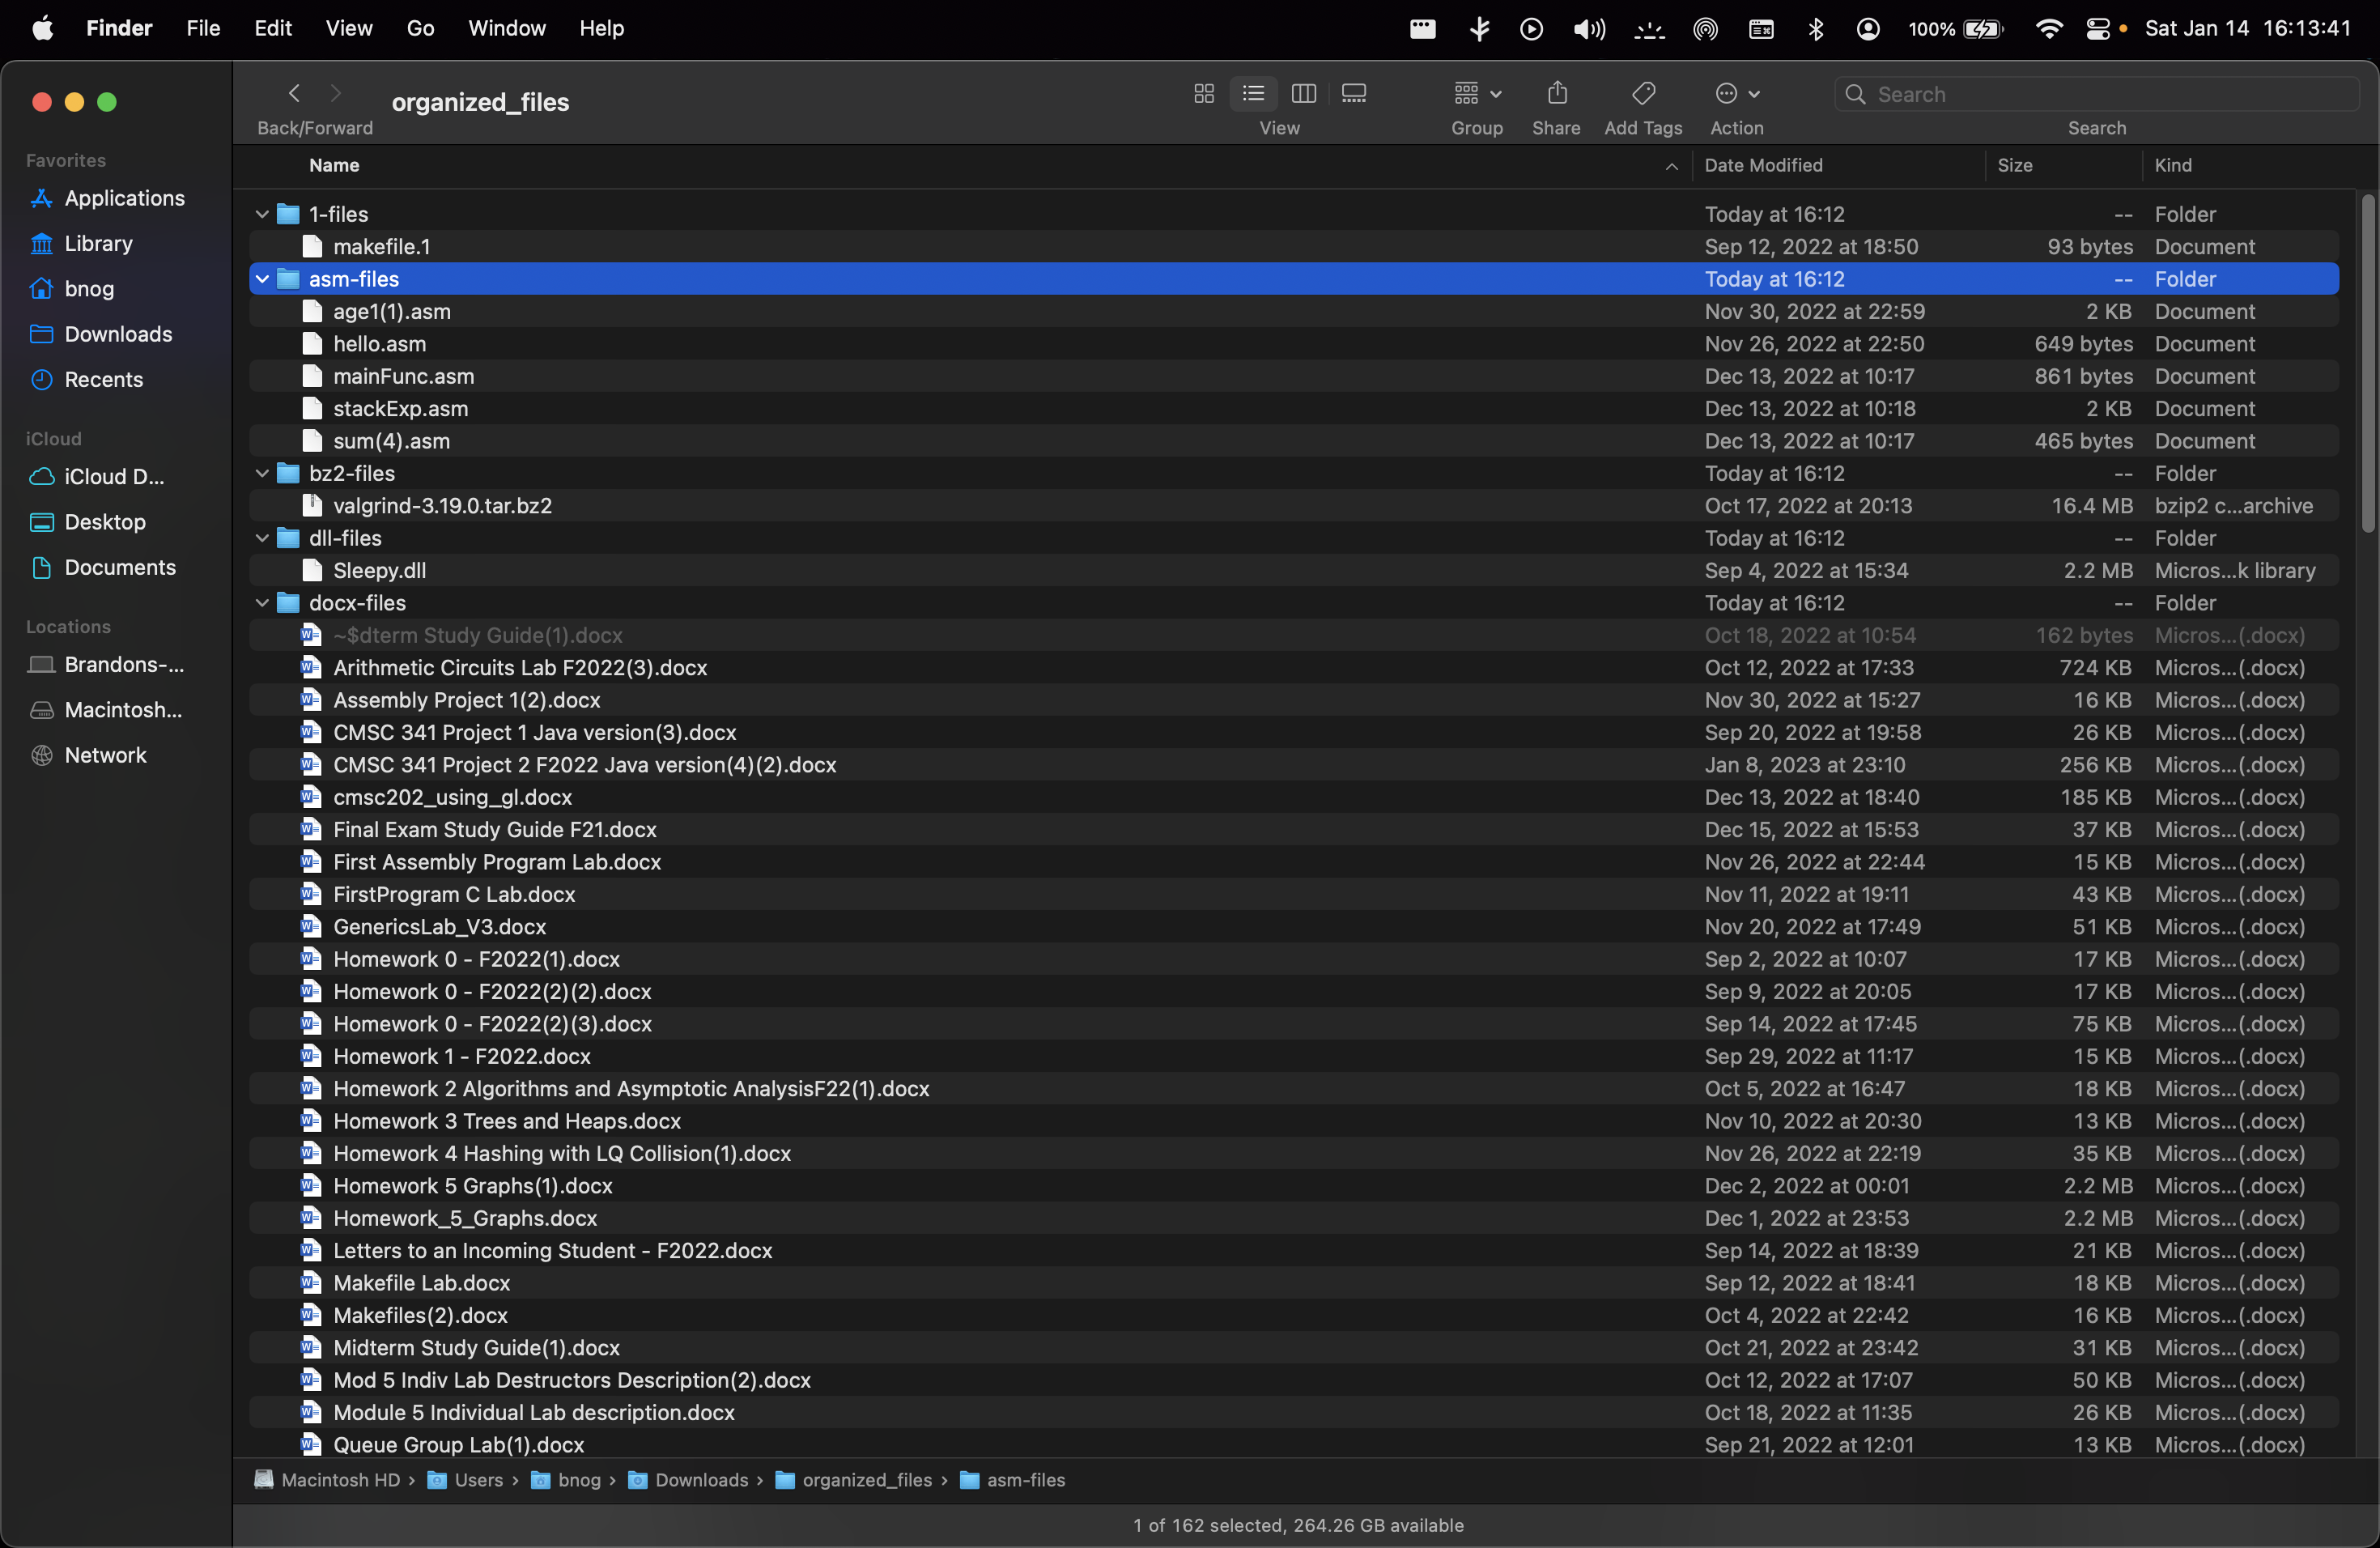 Finder File Edit View Go Window Help 100% Sat Jan 14 16:13:41
organized_files
Search
Back/Forward View Group Share Add Tags Action Search
Favorites
Applications
Library
bnog
Downloads
Recents
iCloud
iCloud D...
Desktop
Documents
Locations
Brandons-...
Macintosh...
Network
Name Date Modified Size Kind
1-files Today at 16:12 -- Folder
makefile.1 Sep 12, 2022 at 18:50 93 bytes Document
asm-files Today at 16:12 -- Folder
age1(1).asm Nov 30, 2022 at 22:59 2 KB Document
hello.asm Nov 26, 2022 at 22:50 649 bytes Document
mainFunc.asm Dec 13, 2022 at 10:17 861 bytes Document
stackExp.asm Dec 13, 2022 at 10:18 2 KB Document
sum(4).asm Dec 13, 2022 at 10:17 465 bytes Document
bz2-files Today at 16:12 -- Folder
valgrind-3.19.0.tar.bz2 Oct 17, 2022 at 20:13 16.4 MB bzip2 c...archive
dll-files Today at 16:12 -- Folder
Sleepy.dll Sep 4, 2022 at 15:34 2.2 MB Micros...k library
docx-files Today at 16:12 -- Folder
~$dterm Study Guide(1).docx Oct 18, 2022 at 10:54 162 bytes Micros...(.docx)
Arithmetic Circuits Lab F2022(3).docx Oct 12, 2022 at 17:33 724 KB Micros...(.docx)
Assembly Project 1(2).docx Nov 30, 2022 at 15:27 16 KB Micros...(.docx)
CMSC 341 Project 1 Java version(3).docx Sep 20, 2022 at 19:58 26 KB Micros...(.docx)
CMSC 341 Project 2 F2022 Java version(4)(2).docx Jan 8, 2023 at 23:10 256 KB Micros...(.docx)
cmsc202_using_gl.docx Dec 13, 2022 at 18:40 185 KB Micros...(.docx)
Final Exam Study Guide F21.docx Dec 15, 2022 at 15:53 37 KB Micros...(.docx)
First Assembly Program Lab.docx Nov 26, 2022 at 22:44 15 KB Micros...(.docx)
FirstProgram C Lab.docx Nov 11, 2022 at 19:11 43 KB Micros...(.docx)
GenericsLab_V3.docx Nov 20, 2022 at 17:49 51 KB Micros...(.docx)
Homework 0 - F2022(1).docx Sep 2, 2022 at 10:07 17 KB Micros...(.docx)
Homework 0 - F2022(2)(2).docx Sep 9, 2022 at 20:05 17 KB Micros...(.docx)
Homework 0 - F2022(2)(3).docx Sep 14, 2022 at 17:45 75 KB Micros...(.docx)
Homework 1 - F2022.docx Sep 29, 2022 at 11:17 15 KB Micros...(.docx)
Homework 2 Algorithms and Asymptotic AnalysisF22(1).docx Oct 5, 2022 at 16:47 18 KB Micros...(.docx)
Homework 3 Trees and Heaps.docx Nov 10, 2022 at 20:30 13 KB Micros...(.docx)
Homework 4 Hashing with LQ Collision(1).docx Nov 26, 2022 at 22:19 35 KB Micros...(.docx)
Homework 5 Graphs(1).docx Dec 2, 2022 at 00:01 2.2 MB Micros...(.docx)
Homework_5_Graphs.docx Dec 1, 2022 at 23:53 2.2 MB Micros...(.docx)
Letters to an Incoming Student - F2022.docx Sep 14, 2022 at 18:39 21 KB Micros...(.docx)
Makefile Lab.docx Sep 12, 2022 at 18:41 18 KB Micros...(.docx)
Makefiles(2).docx Oct 4, 2022 at 22:42 16 KB Micros...(.docx)
Midterm Study Guide(1).docx Oct 21, 2022 at 23:42 31 KB Micros...(.docx)
Mod 5 Indiv Lab Destructors Description(2).docx Oct 12, 2022 at 17:07 50 KB Micros...(.docx)
Module 5 Individual Lab description.docx Oct 18, 2022 at 11:35 26 KB Micros...(.docx)
Queue Group Lab(1).docx Sep 21, 2022 at 12:01 13 KB Micros...(.docx)
Macintosh HD › Users › bnog › Downloads › organized_files › asm-files
1 of 162 selected, 264.26 GB available